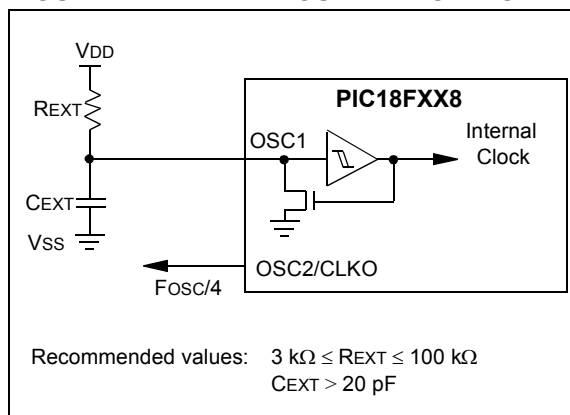 VDD
REXT
PIC18FXX8
OSC1
Internal
Clock
CEXT
VSS
OSC2/CLKO
FOSC/4
Recommended values: 3 kΩ ≤ REXT ≤ 100 kΩ
CEXT > 20 pF